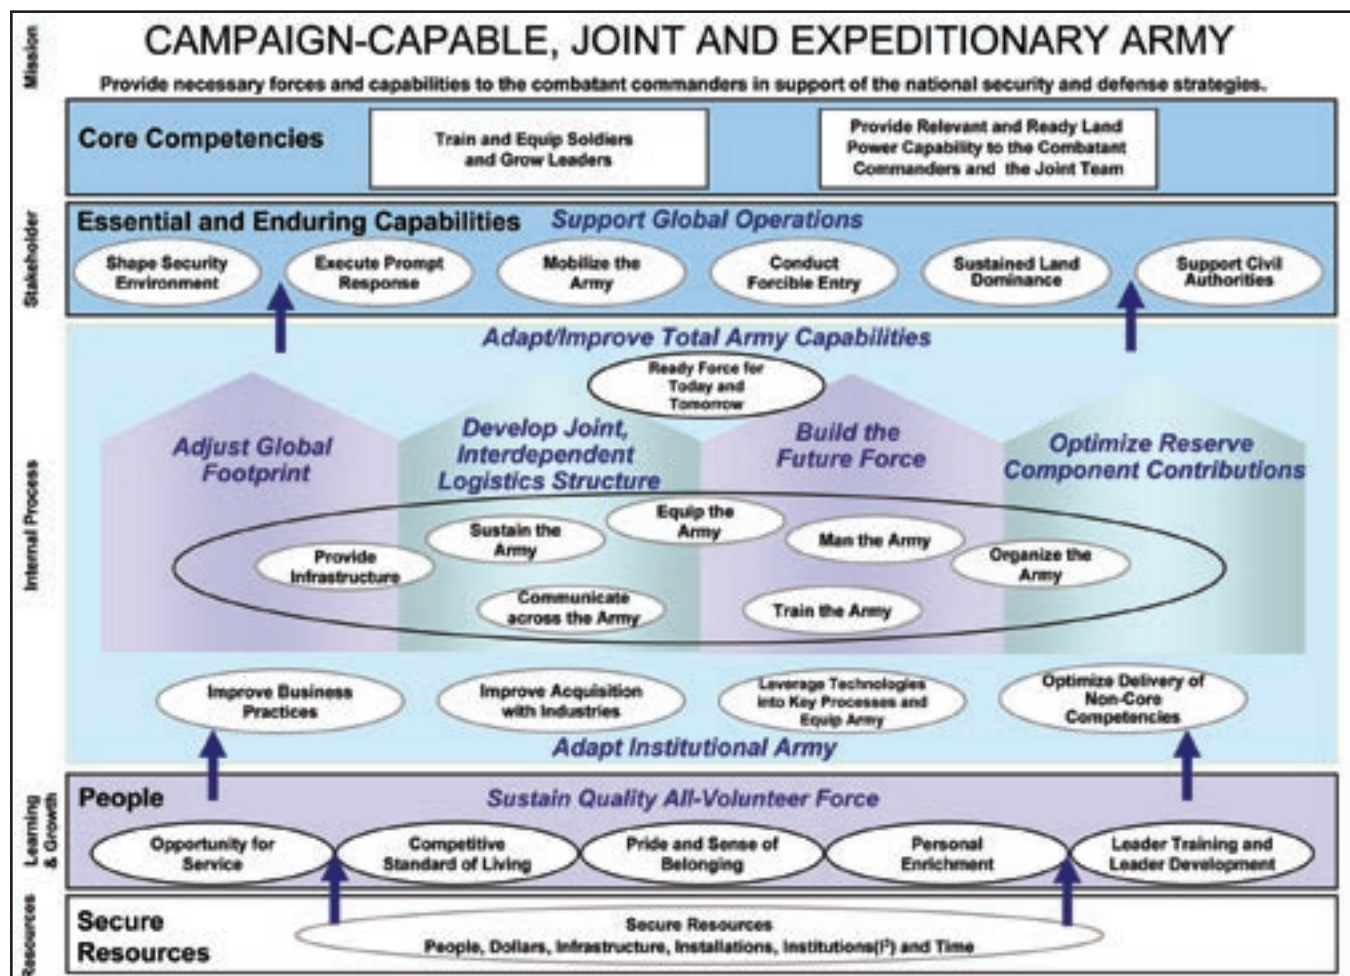 CAMPAIGN-CAPABLE, JOINT AND EXPEDITIONARY ARMY
Mission
Provide necessary forces and capabilities to the combatant commanders in support of the national security and defense strategies.
Core Competencies
Train and Equip Soldiers
and Grow Leaders
Provide Relevant and Ready Land
Power Capability to the Combatant
Commanders and the Joint Team
Stakeholder
Essential and Enduring Capabilities
Support Global Operations
Shape Security
Environment
Execute Prompt
Response
Mobilize the
Army
Conduct
Forcible Entry
Sustained Land
Dominance
Support Civil
Authorities
Internal Process
Adapt/Improve Total Army Capabilities
Ready Force for
Today and
Tomorrow
Adjust Global
Footprint
Develop Joint,
Interdependent
Logistics Structure
Build the
Future Force
Optimize Reserve
Component Contributions
Provide
Infrastructure
Sustain the
Army
Equip the
Army
Man the Army
Organize the
Army
Communicate
across the Army
Train the Army
Improve Business
Practices
Improve Acquisition
with Industries
Leverage Technologies
into Key Processes and
Equip Army
Optimize Delivery of
Non-Core
Competencies
Adapt Institutional Army
Learning
& Growth
People
Sustain Quality All-Volunteer Force
Opportunity for
Service
Competitive
Standard of Living
Pride and Sense of
Belonging
Personal
Enrichment
Leader Training and
Leader Development
Resources
Secure
Resources
Secure Resources
People, Dollars, Infrastructure, Installations, Institutions(I³) and Time